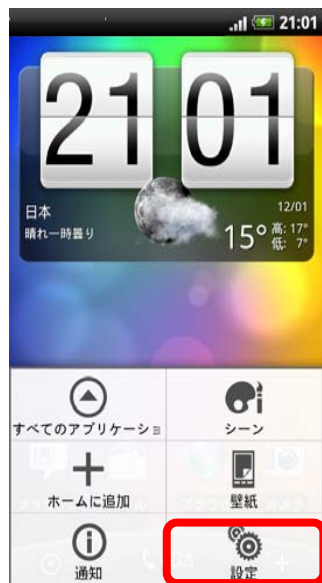 21:01
21 01
日本
晴れ一時曇り
12/01
15° 高: 17°
低: 7°
すべてのアプリケーショ
シーン
ホームに追加
壁紙
通知
設定